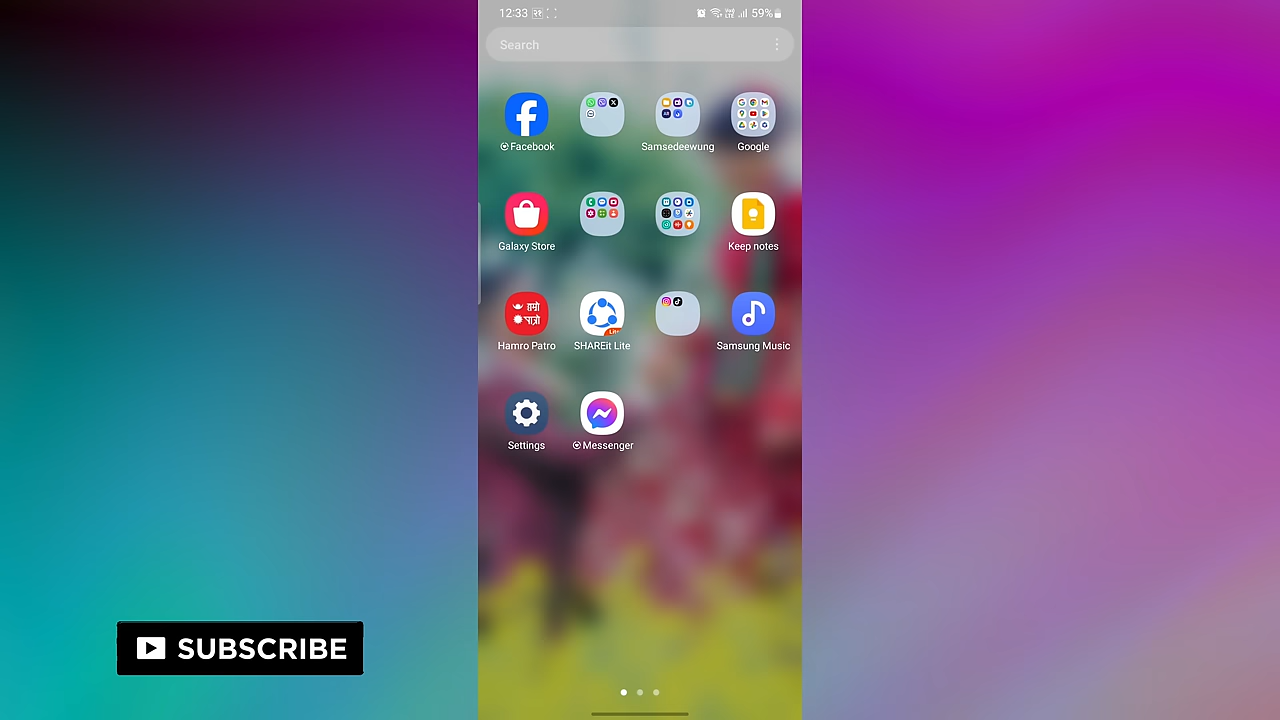 12:33
59%
Search
Facebook
Samsedeewung
Google
Galaxy Store
Keep notes
हाम्रो
पात्रो
Hamro Patro
SHAREit Lite
Samsung Music
Settings
Messenger
SUBSCRIBE